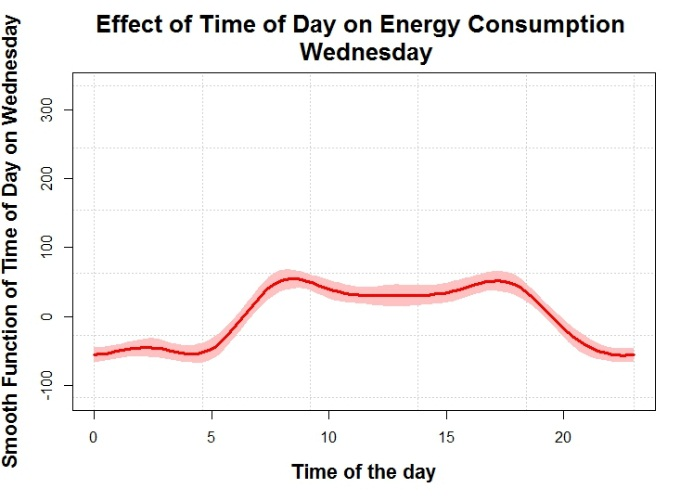 Effect of Time of Day on Energy Consumption
Wednesday
Smooth Function of Time of Day on Wednesday
300
200
100
0
-100
0 5 10 15 20
Time of the day